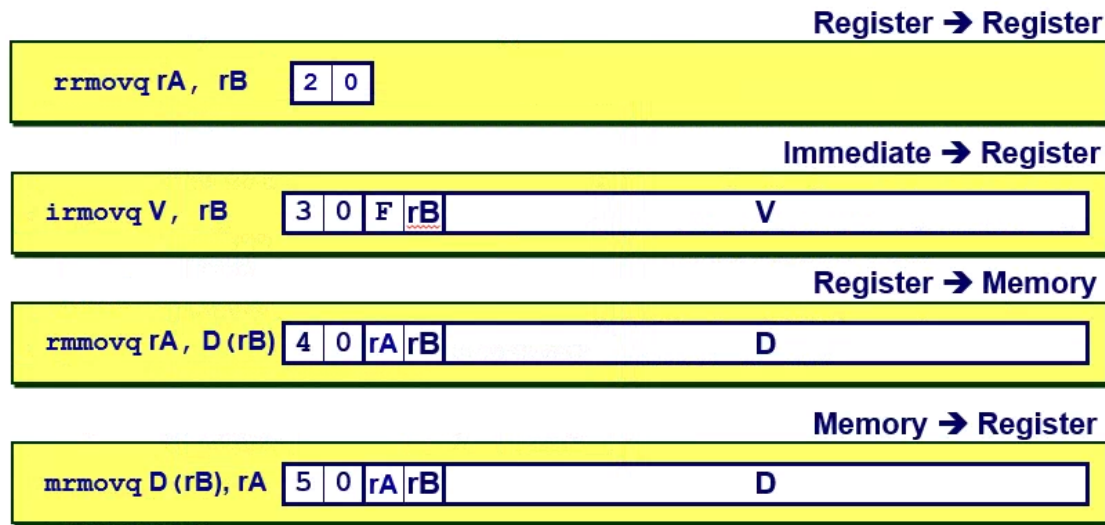 Register ➔ Register
rrmovq rA, rB 2 0
Immediate ➔ Register
irmovq V, rB 3 0 F rB V
Register ➔ Memory
rmmovq rA, D(rB) 4 0 rA rB D
Memory ➔ Register
mrmovq D(rB), rA 5 0 rA rB D